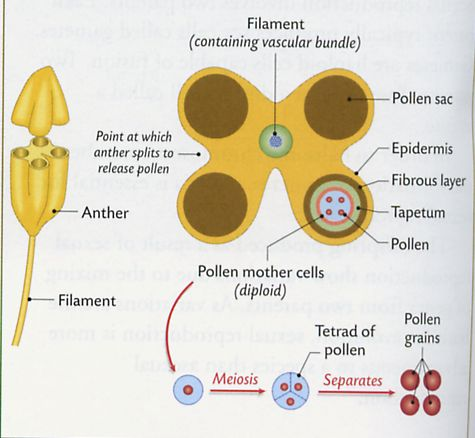 Filament
(containing vascular bundle)
Pollen sac
Point at which
anther splits to
release pollen
Epidermis
Fibrous layer
Anther
Tapetum
Pollen
Pollen mother cells
(diploid)
Filament
Tetrad of
pollen
Pollen
grains
Meiosis
Separates